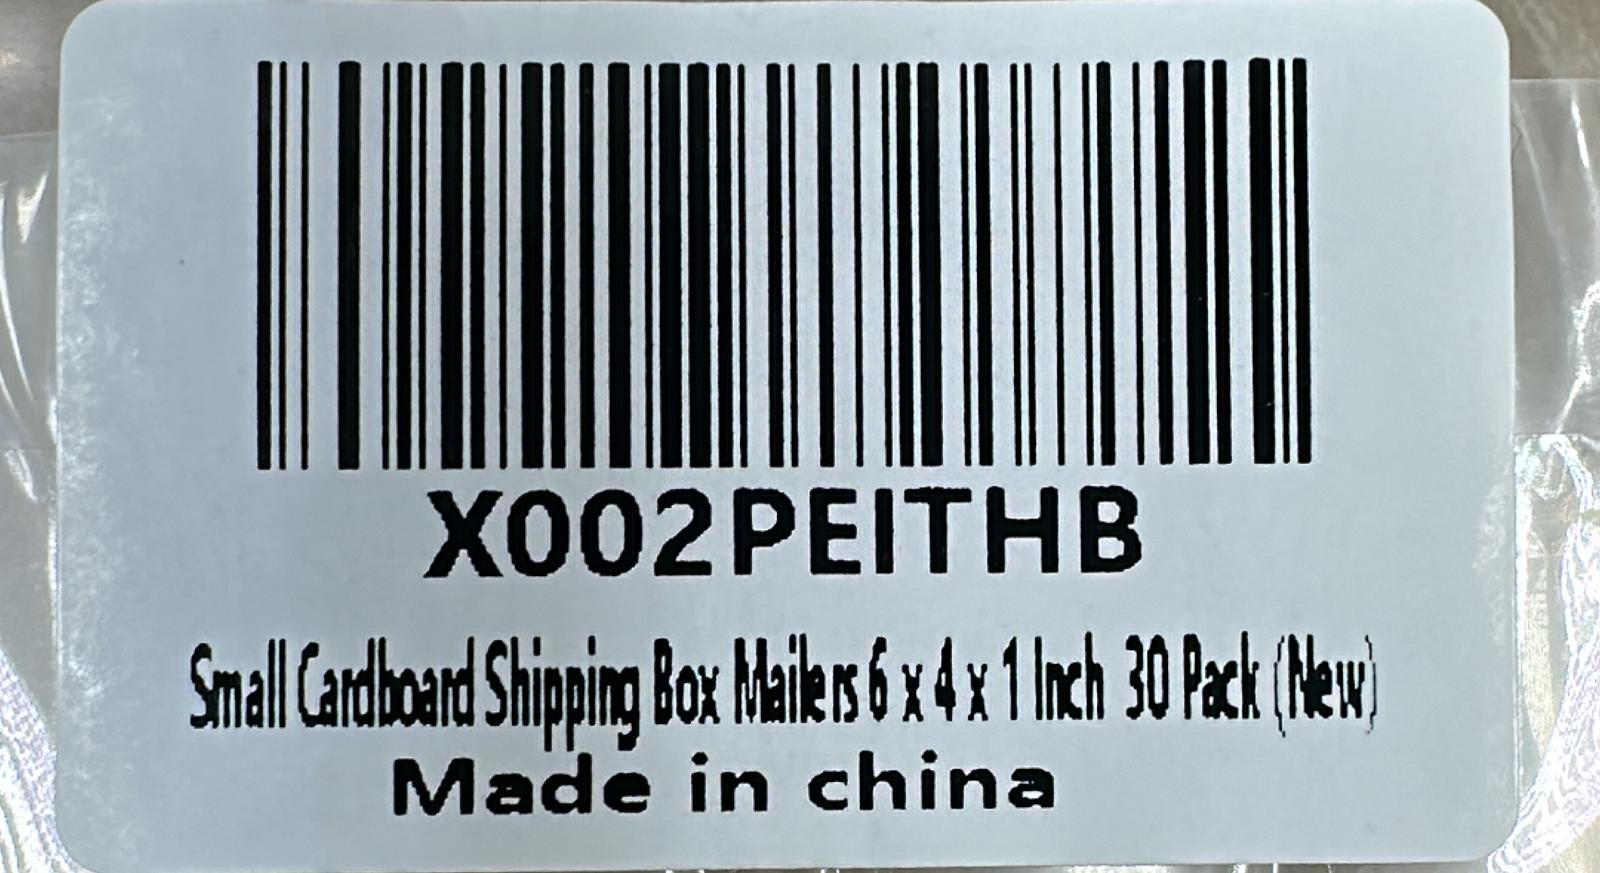 X002PEITHB
Small Cardboard Shipping Box Mailers 6 x 4 x 1 Inch 30 Pack (New)
Made in china